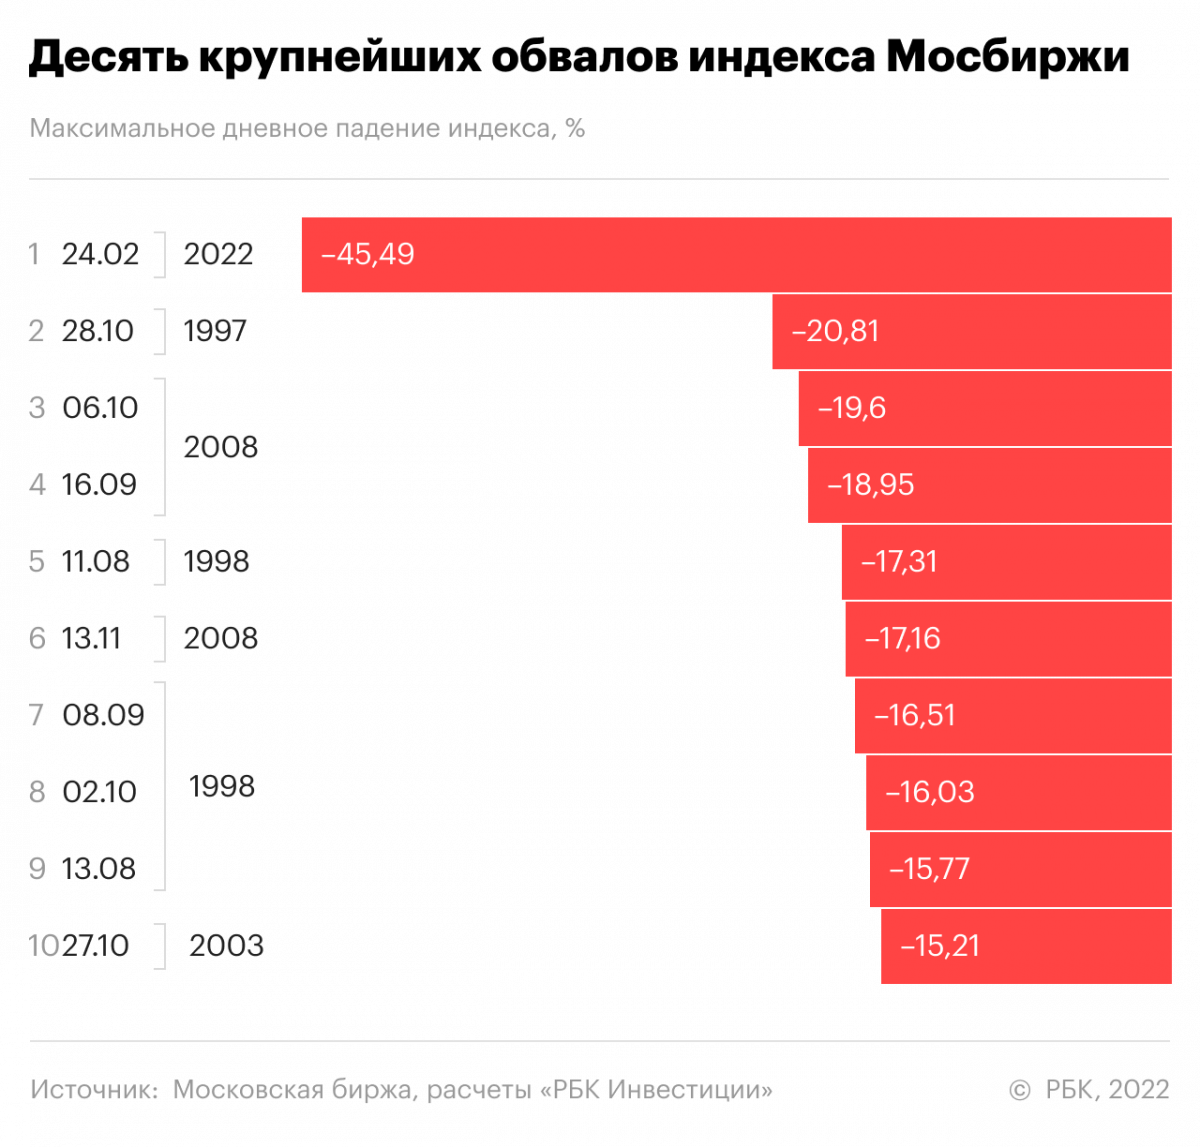 Десять крупнейших обвалов индекса Мосбиржи
Максимальное дневное падение индекса, %
1 24.02 2022 –45,49
2 28.10 1997 –20,81
3 06.10 –19,6
2008
4 16.09 –18,95
5 11.08 1998 –17,31
6 13.11 2008 –17,16
7 08.09 –16,51
1998
8 02.10 –16,03
9 13.08 –15,77
10 27.10 2003 –15,21
Источник: Московская биржа, расчеты «РБК Инвестиции» © РБК, 2022